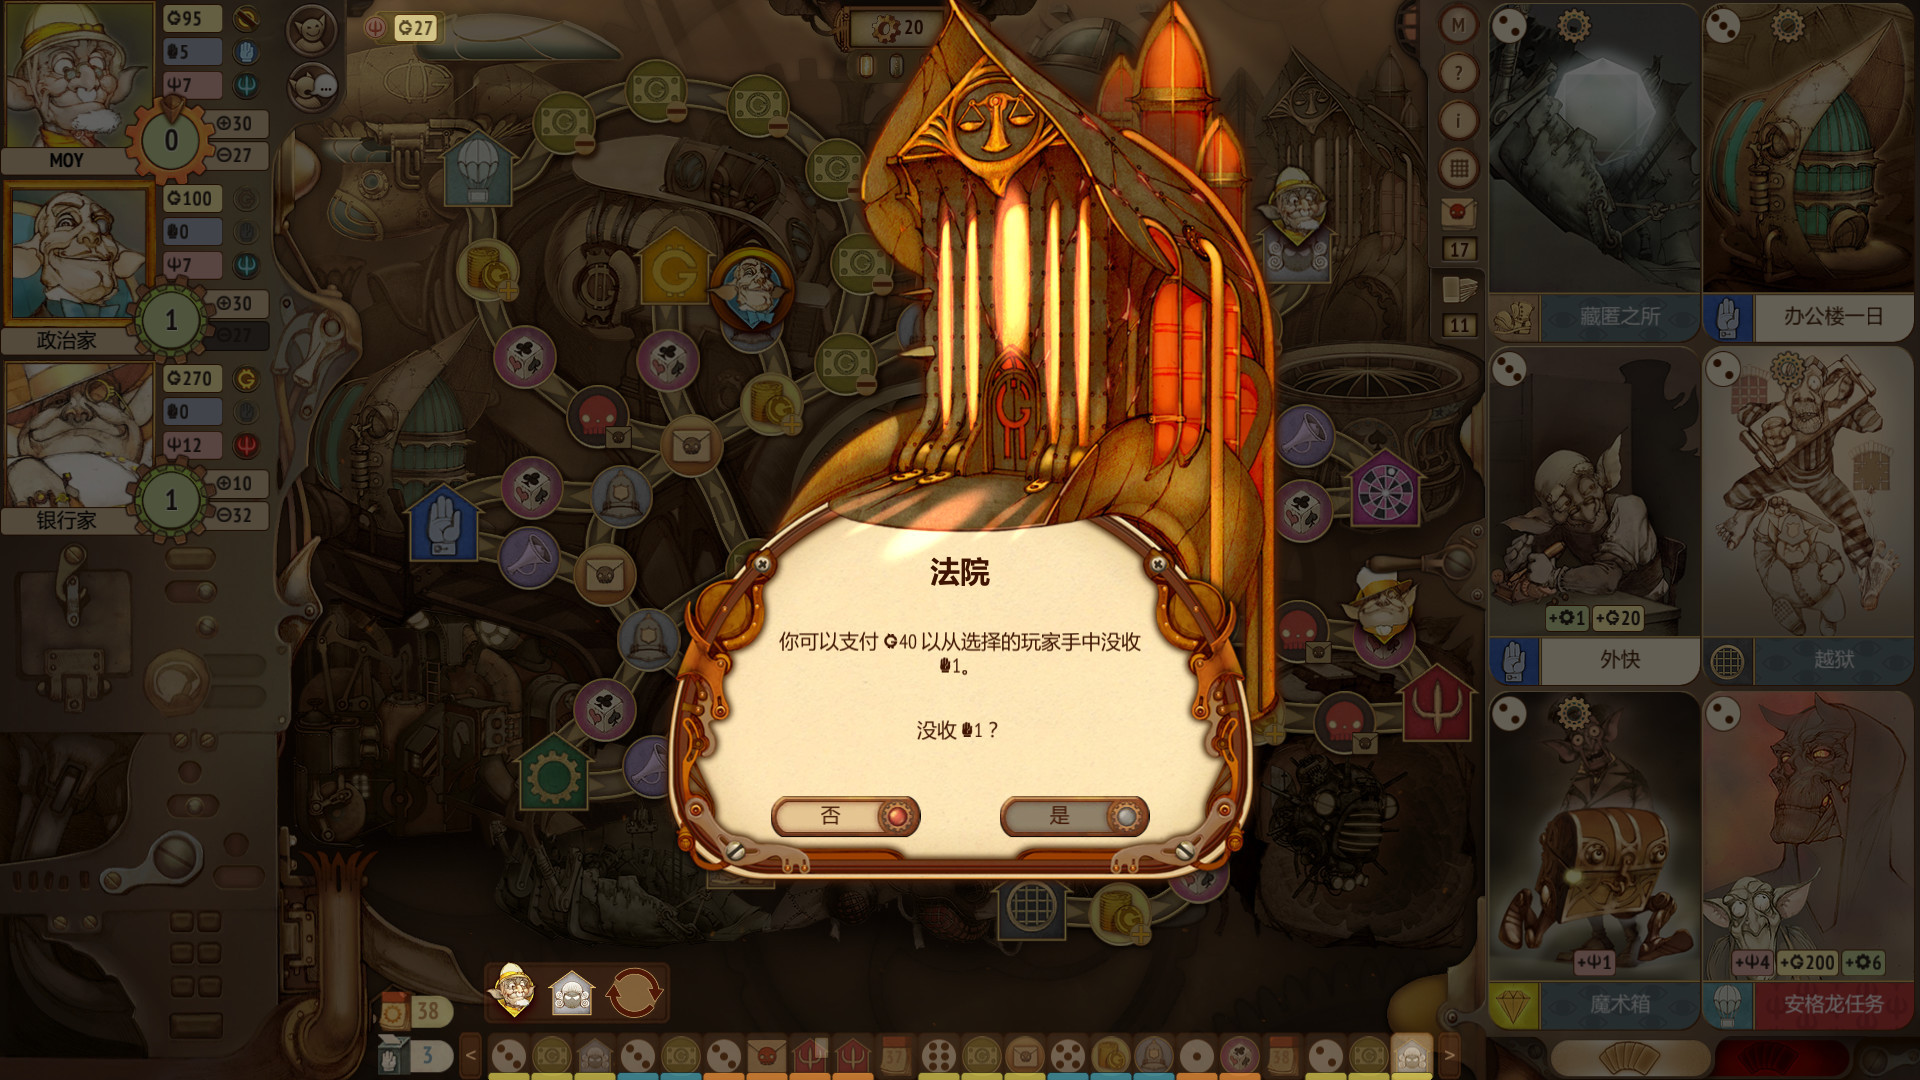 95
5
7
30
27
0
MOY
100
0
7
30
27
1
政治家
270
0
12
10
32
1
银行家
27
20
M
?
i
17
11
藏匿之所
办公楼一日
+1 +20
外快
越狱
+1
魔术箱
+4 +200 +6
安格龙任务
法院
你可以支付 40 以从选择的玩家手中没收
1。
没收 1？
否
是
38
3
<
37
38
>